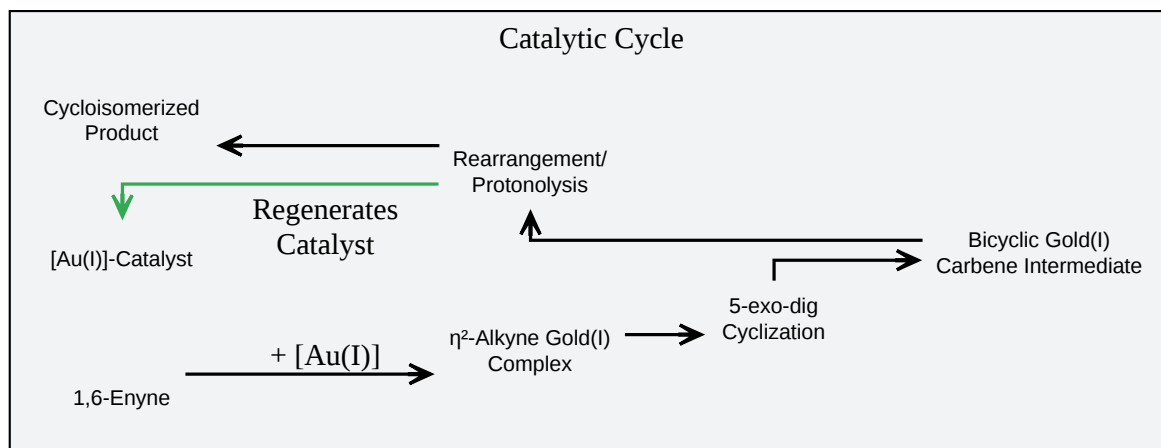 Catalytic Cycle
Cycloisomerized
Product
Rearrangement/
Protonolysis
Regenerates
Catalyst
[Au(I)]-Catalyst
Bicyclic Gold(I)
Carbene Intermediate
5-exo-dig
Cyclization
η²-Alkyne Gold(I)
Complex
+ [Au(I)]
1,6-Enyne